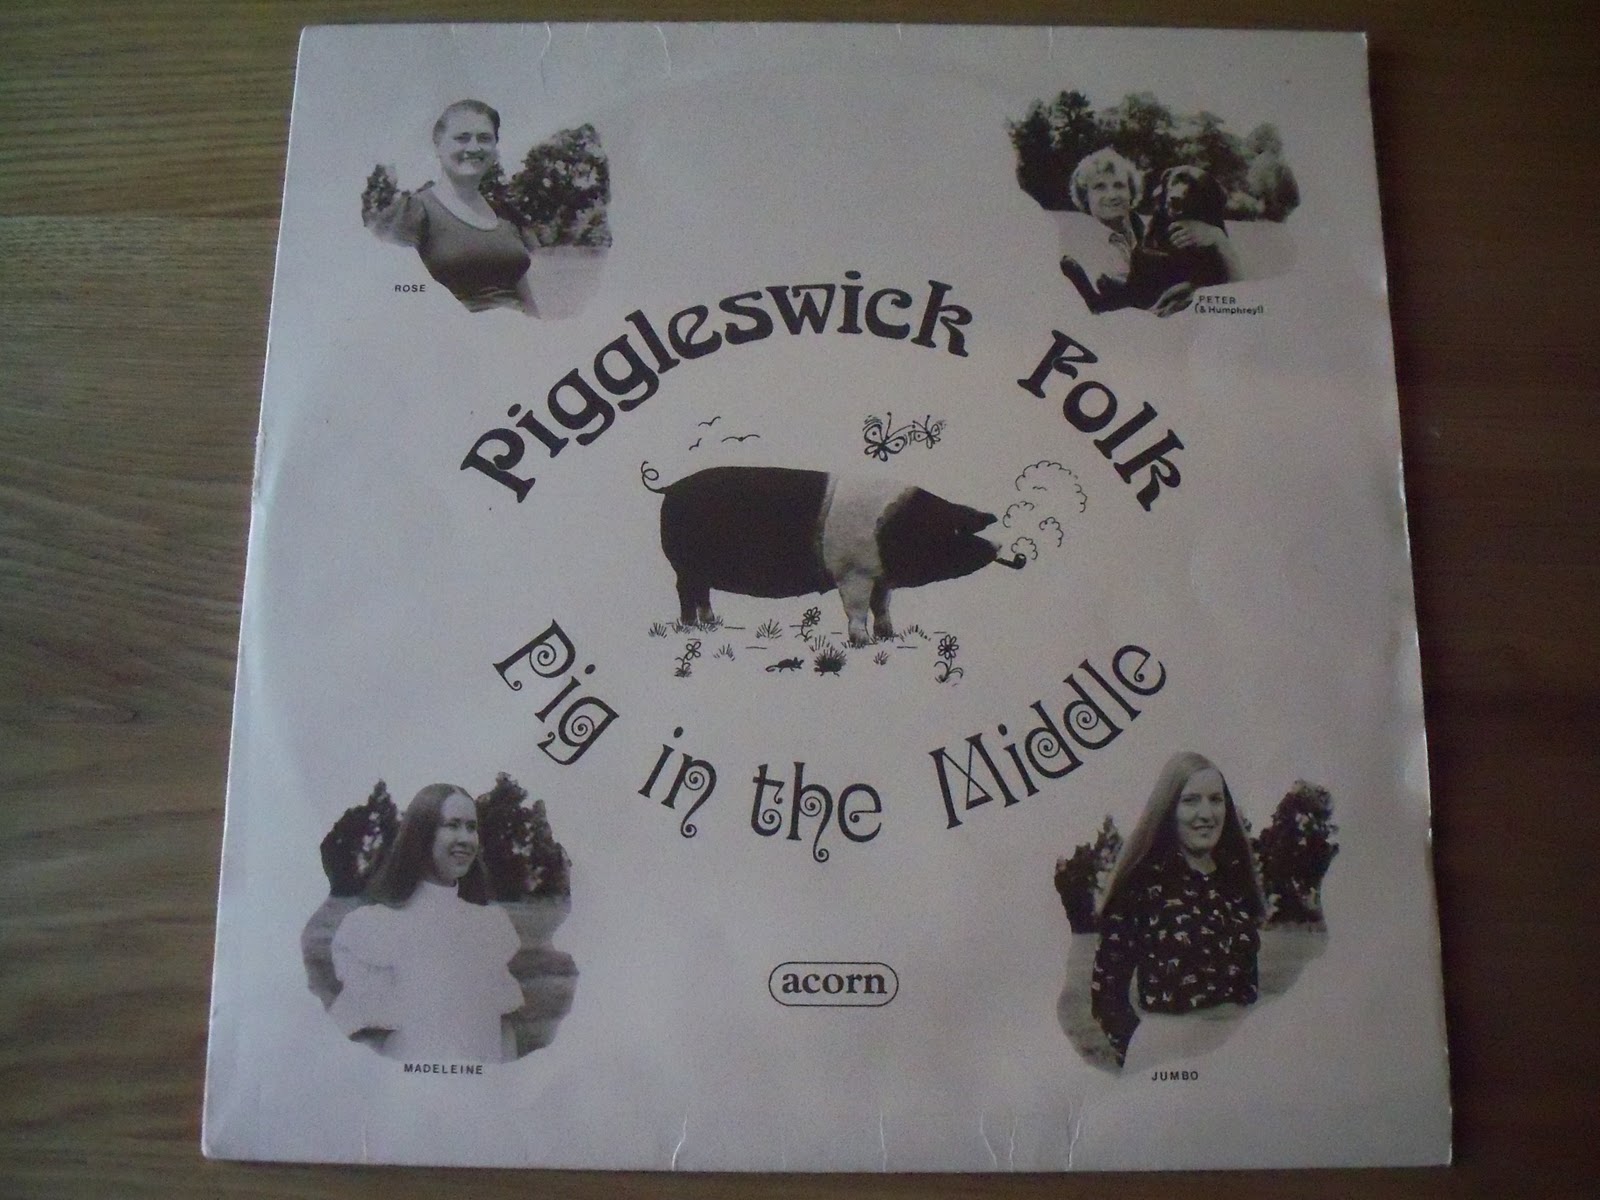 ROSE
PETER
(& Humphrey!)
Piggleswick Folk
Pig in the Middle
acorn
MADELEINE
JUMBO